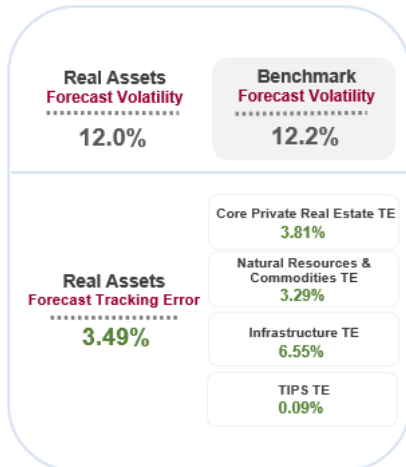 Real Assets
Forecast Volatility
12.0%
Benchmark
Forecast Volatility
12.2%
Real Assets
Forecast Tracking Error
3.49%
Core Private Real Estate TE
3.81%
Natural Resources &
Commodities TE
3.29%
Infrastructure TE
6.55%
TIPS TE
0.09%